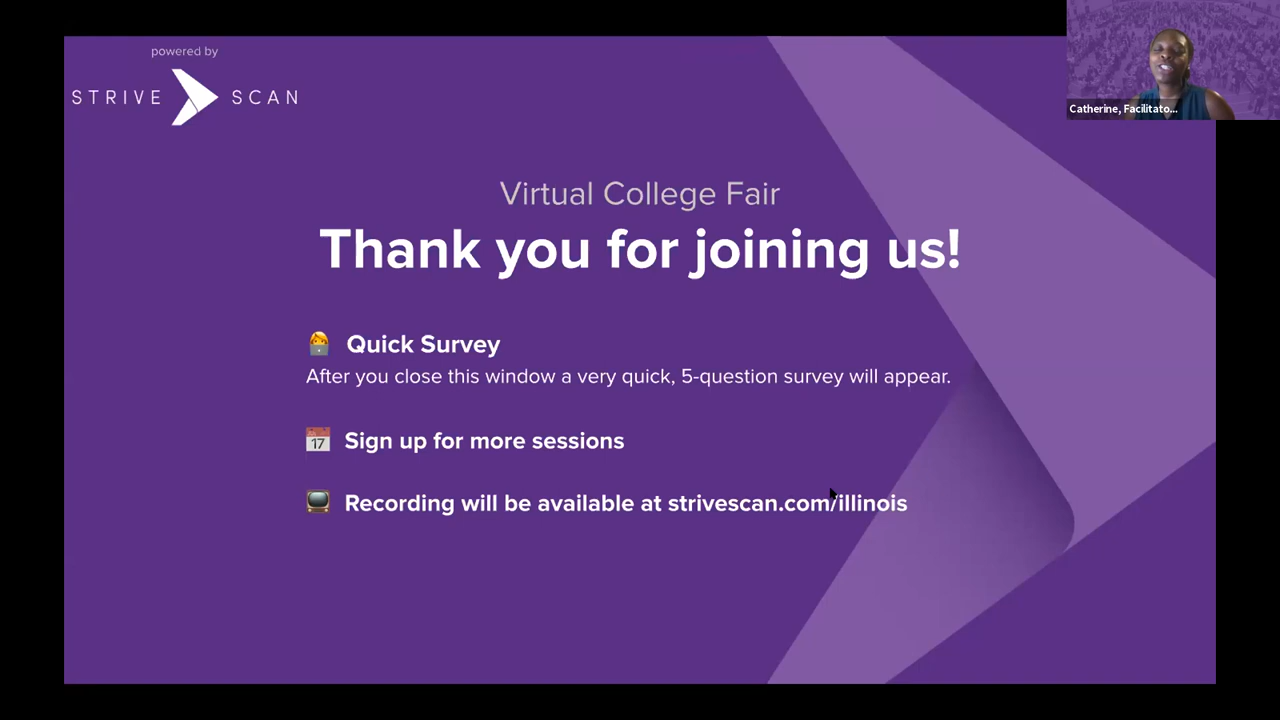 powered by
STRIVE SCAN
Catherine, Facilitato...
Virtual College Fair
Thank you for joining us!
Quick Survey
After you close this window a very quick, 5-question survey will appear.
17
Sign up for more sessions
Recording will be available at strivescan.com/illinois